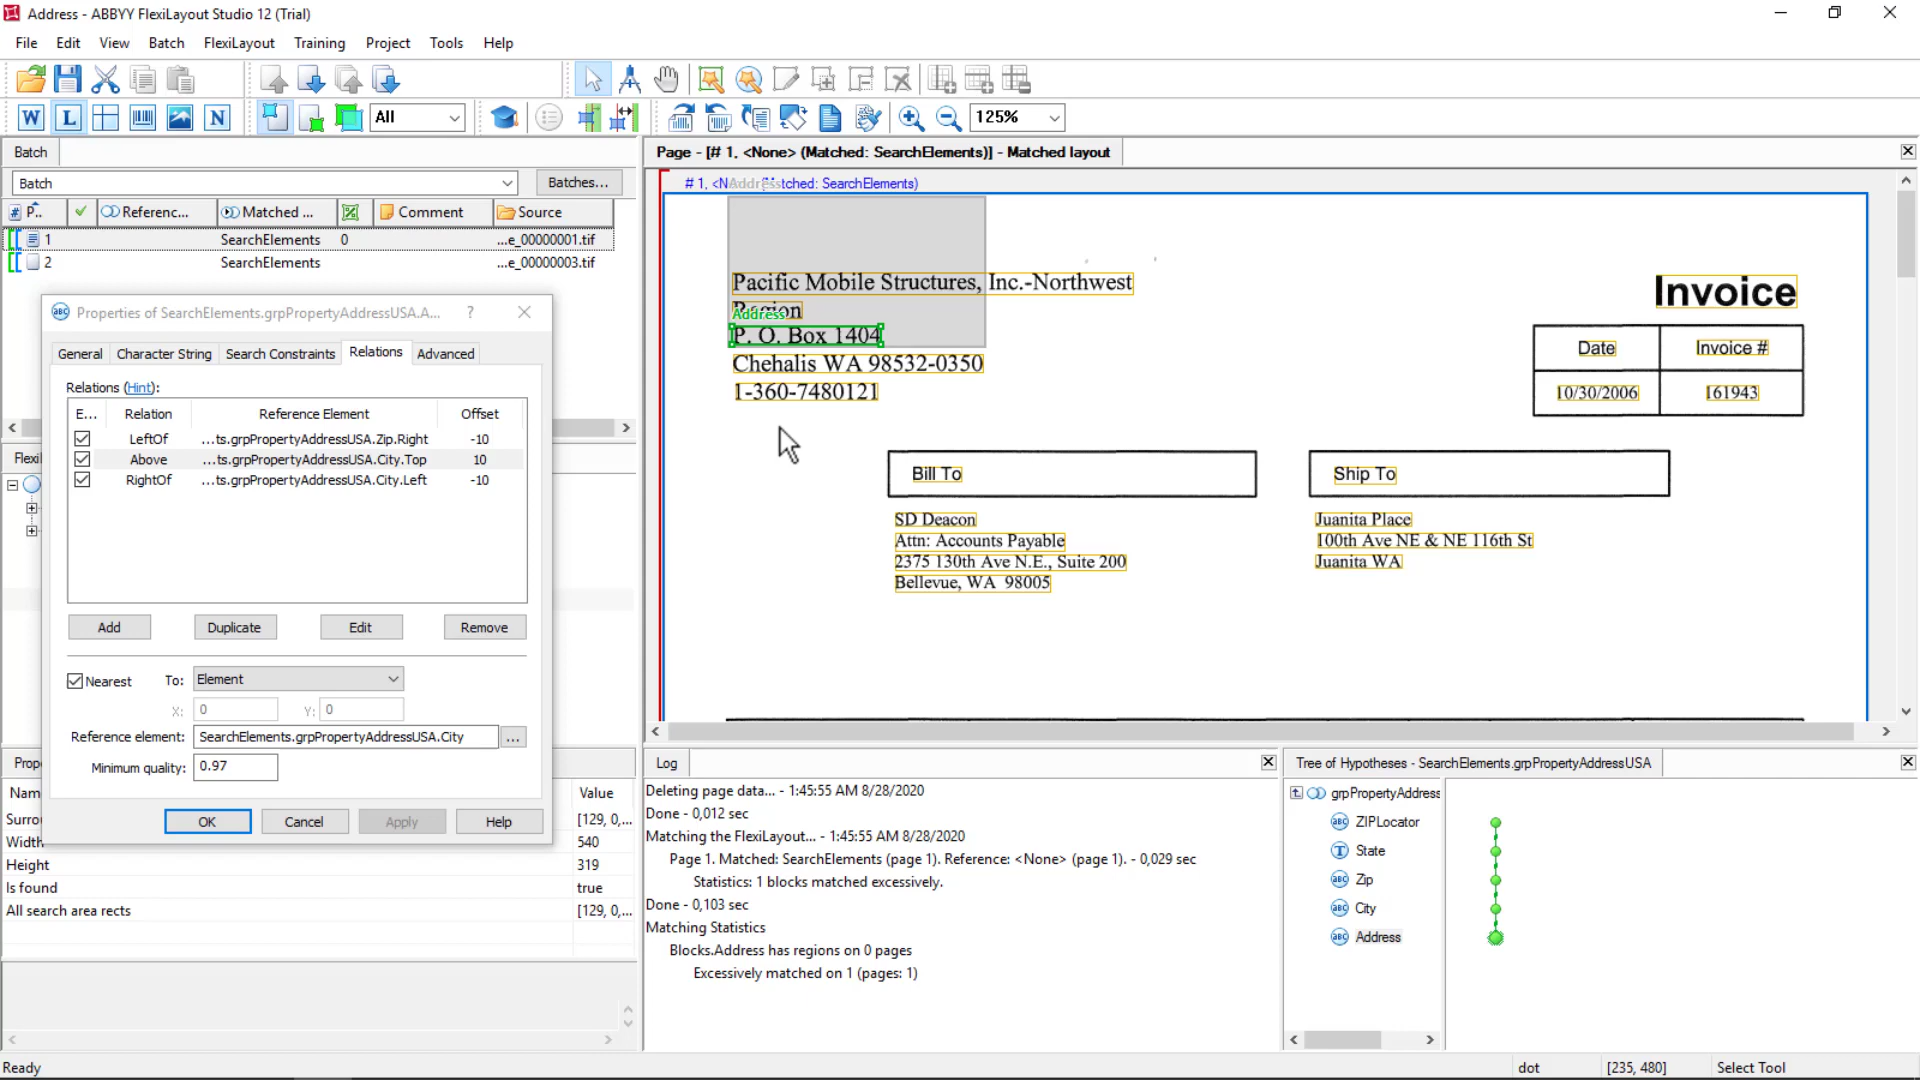 Address - ABBYY FlexiLayout Studio 12 (Trial)
File Edit View Batch FlexiLayout Training Project Tools Help
W L N All 125%
Batch
Page - [# 1, <None> (Matched: SearchElements)] - Matched layout
Batch Batches...
# P.. Referenc... Matched ... Comment Source
1 SearchElements 0 ...e_00000001.tif
2 SearchElements ...e_00000003.tif
Properties of SearchElements.grpPropertyAddressUSA.A... ?
General Character String Search Constraints Relations Advanced
Relations (Hint):
E... Relation Reference Element Offset
LeftOf ...ts.grpPropertyAddressUSA.Zip.Right -10
Above ...ts.grpPropertyAddressUSA.City.Top 10
RightOf ...ts.grpPropertyAddressUSA.City.Left -10
Add Duplicate Edit Remove
Nearest To: Element
X: 0 Y: 0
Reference element: SearchElements.grpPropertyAddressUSA.City ...
Minimum quality: 0.97
OK Cancel Apply Help
Flexi
Prop
Nam Value
Surro [129, 0,...
Width 540
Height 319
Is found true
All search area rects [129, 0,...
# 1, <N Address tched: SearchElements)
Pacific Mobile Structures, Inc.-Northwest
Region
Address
P. O. Box 1404
Chehalis WA 98532-0350
1-360-7480121
Invoice
Date Invoice #
10/30/2006 161943
Bill To
SD Deacon
Attn: Accounts Payable
2375 130th Ave N.E., Suite 200
Bellevue, WA 98005
Ship To
Juanita Place
100th Ave NE & NE 116th St
Juanita WA
Log
Deleting page data... - 1:45:55 AM 8/28/2020
Done - 0,012 sec
Matching the FlexiLayout... - 1:45:55 AM 8/28/2020
Page 1. Matched: SearchElements (page 1). Reference: <None> (page 1). - 0,029 sec
Statistics: 1 blocks matched excessively.
Done - 0,103 sec
Matching Statistics
Blocks.Address has regions on 0 pages
Excessively matched on 1 (pages: 1)
Tree of Hypotheses - SearchElements.grpPropertyAddressUSA
grpPropertyAddress
ZIPLocator
State
Zip
City
Address
Ready dot [235, 480] Select Tool